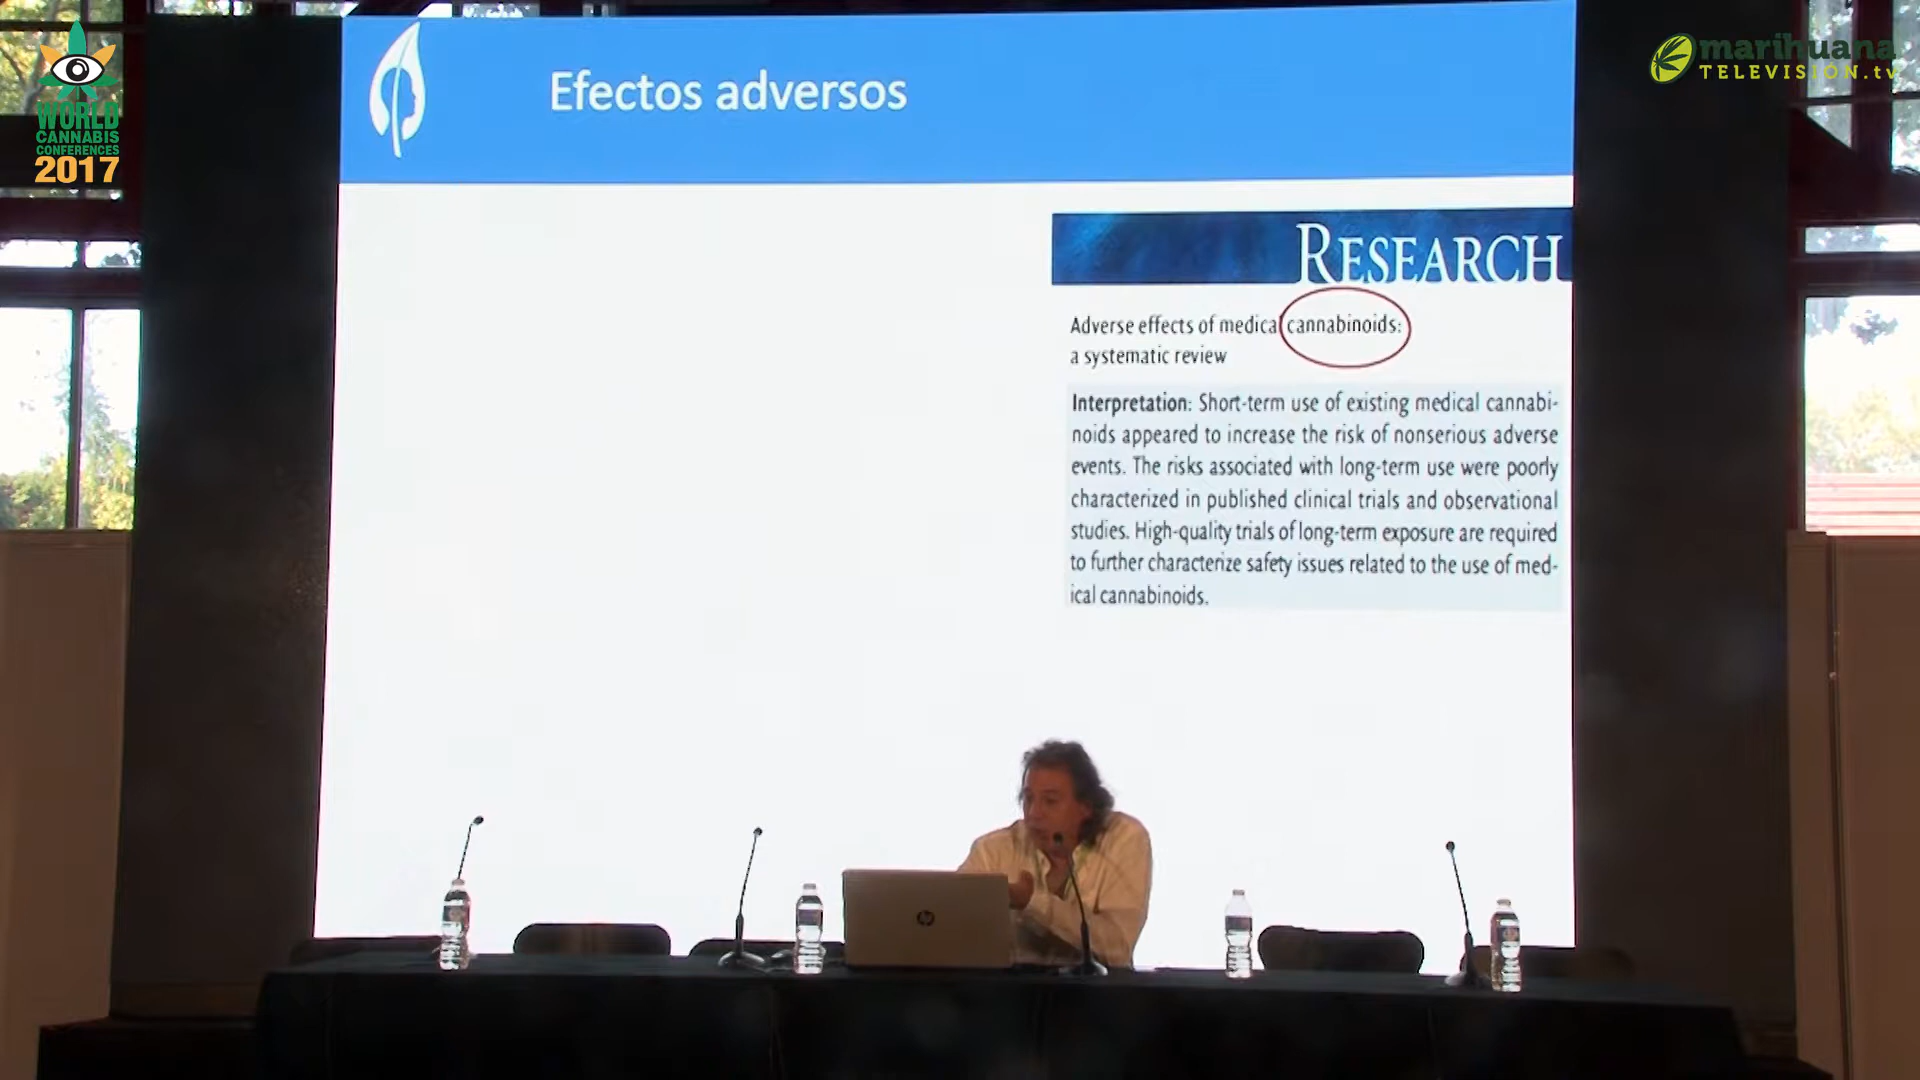 WORLD
CANNABIS
CONFERENCES
2017
marihuana
TELEVISIÓN.tv
Efectos adversos
RESEARCH
Adverse effects of medical cannabinoids:
a systematic review
Interpretation: Short-term use of existing medical cannabi-
noids appeared to increase the risk of nonserious adverse
events. The risks associated with long-term use were poorly
characterized in published clinical trials and observational
studies. High-quality trials of long-term exposure are required
to further characterize safety issues related to the use of med-
ical cannabinoids.
hp